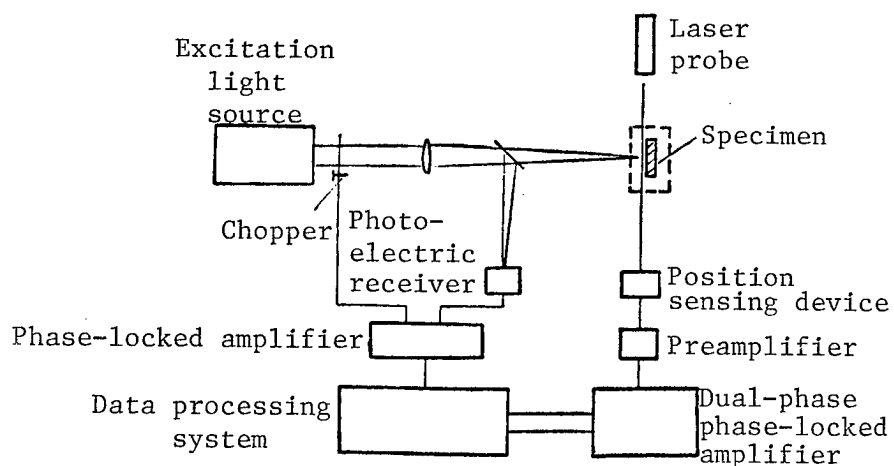 Excitation
light
source
Laser
probe
Specimen
Chopper
Photo-
electric
receiver
Position
sensing device
Phase-locked amplifier
Preamplifier
Data processing
system
Dual-phase
phase-locked
amplifier